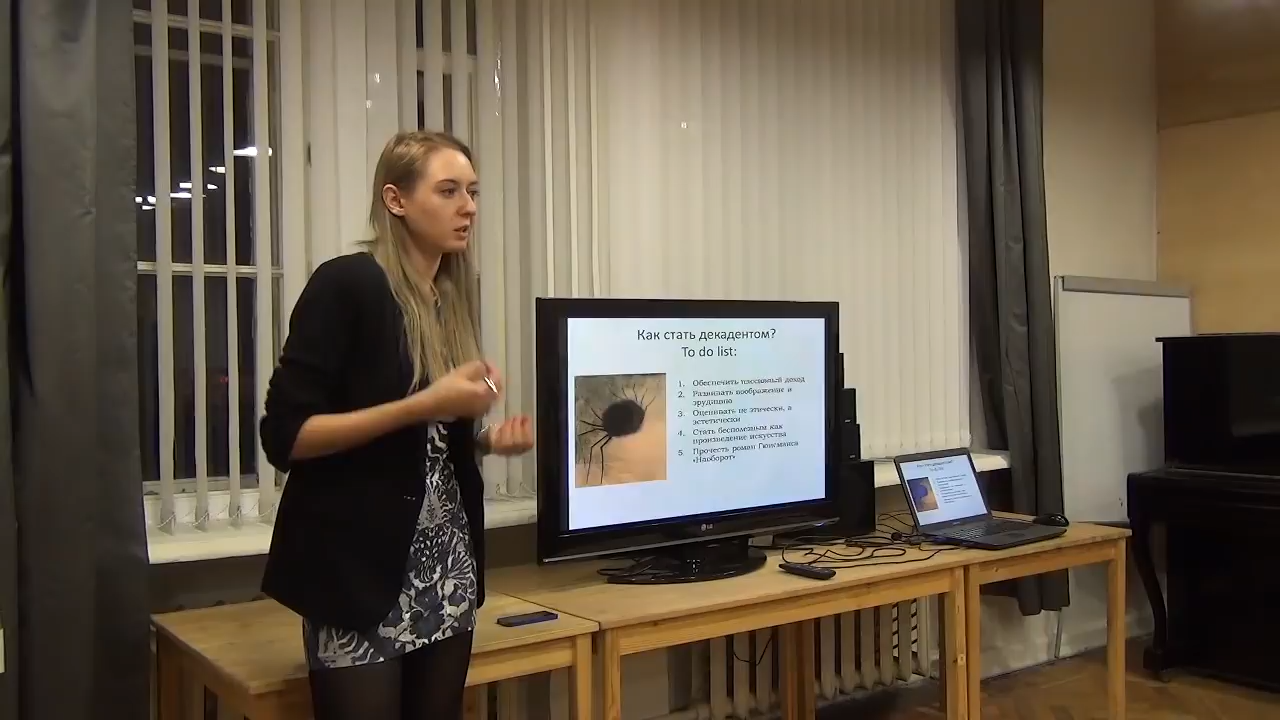 Как стать декадентом?
To do list:
1. Обеспечить пассивный доход
2. Развивать воображение и
эрудицию
3. Оценивать не этически, а
эстетически
4. Стать бесполезным как
произведение искусства
5. Прочесть роман Гюисманса
«Наоборот»
LG